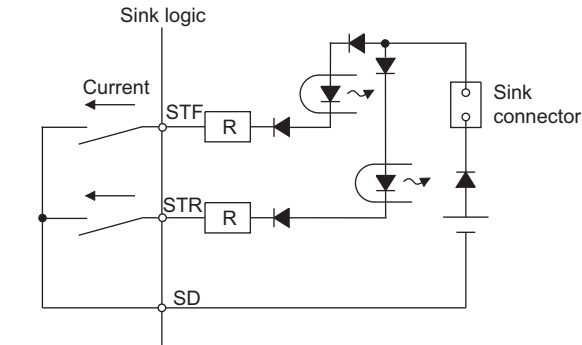 Sink logic
Current
STF
R
Sink
connector
STR
R
SD